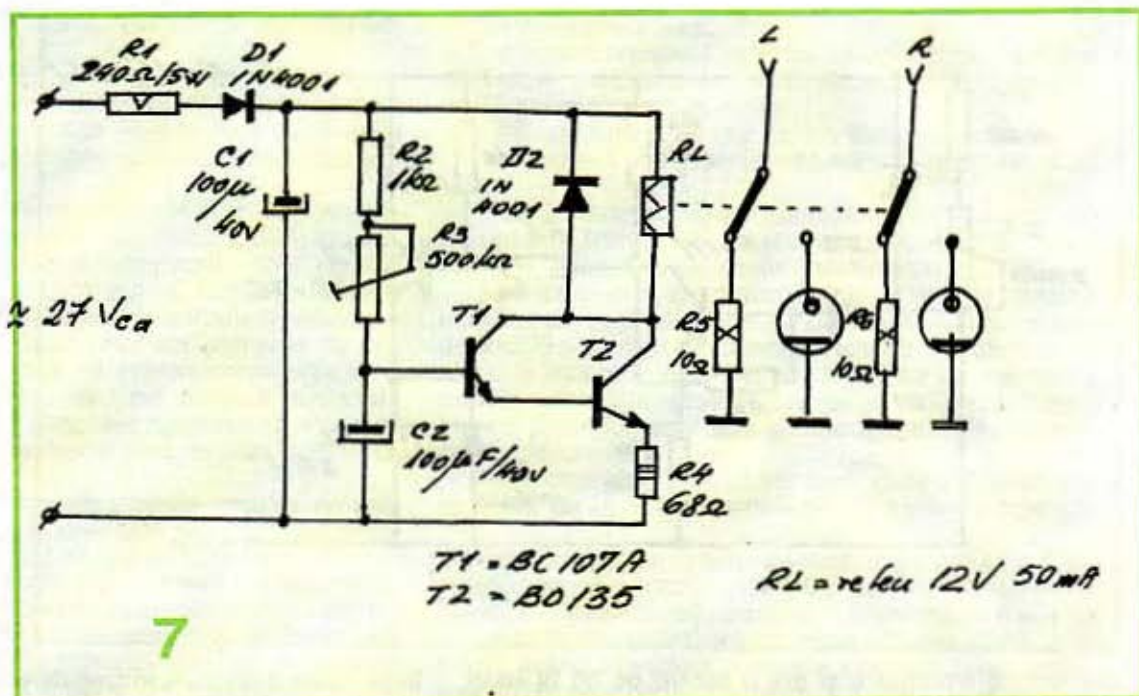 R1
240Ω/5W
D1
1N4001
L
R
C1
100µ/40V
R2
1kΩ
R3
500kΩ
D2
1N
4001
RL
≃ 27 Vca
T1
T2
R5
10Ω
R6
10Ω
C2
100µF/40V
R4
68Ω
T1 = BC107A
T2 = BD135
RL = releu 12V 50mA
7